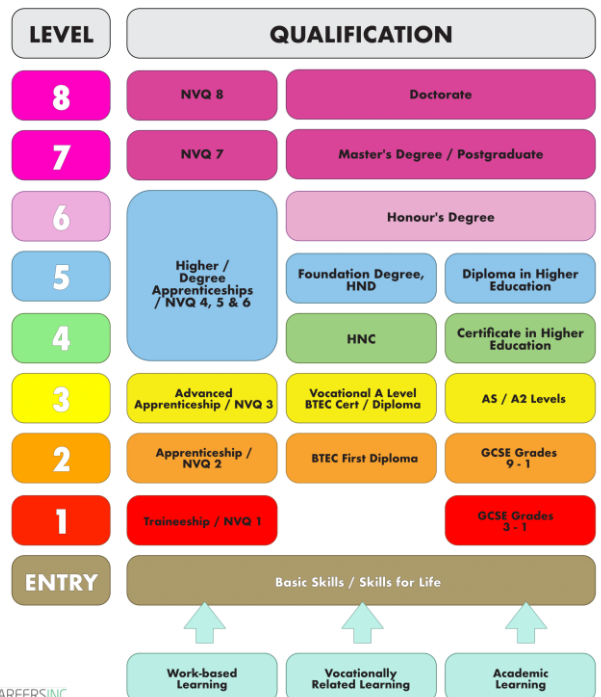 LEVEL
QUALIFICATION
8
NVQ 8
Doctorate
7
NVQ 7
Master's Degree / Postgraduate
6
Honour's Degree
Higher /
Degree
Apprenticeships
/ NVQ 4, 5 & 6
5
Foundation Degree,
HND
Diploma in Higher
Education
4
HNC
Certificate in Higher
Education
3
Advanced
Apprenticeship / NVQ 3
Vocational A Level
BTEC Cert / Diploma
AS / A2 Levels
2
Apprenticeship /
NVQ 2
BTEC First Diploma
GCSE Grades
9 - 1
1
Traineeship / NVQ 1
GCSE Grades
3 - 1
ENTRY
Basic Skills / Skills for Life
Work-based
Learning
Vocationally
Related Learning
Academic
Learning
AREERSINC